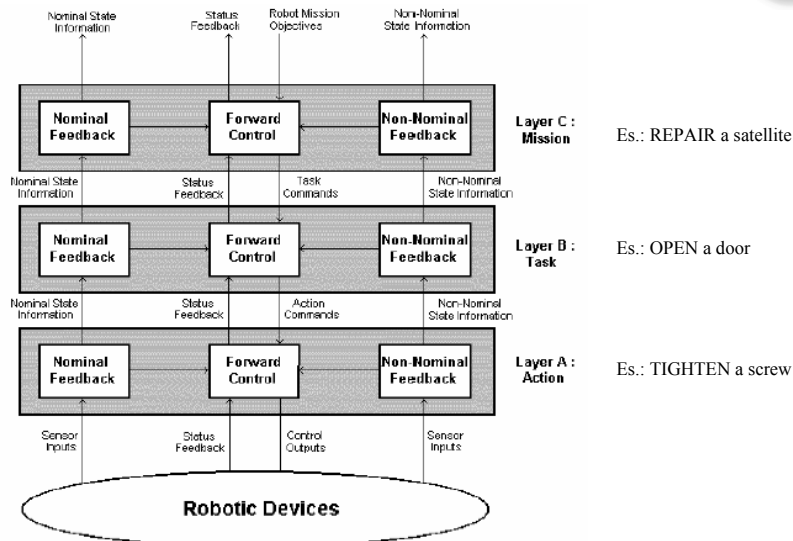 Nominal State
Information
Status
Feedback
Robot Mission
Objectives
Non-Nominal
State Information
Nominal
Feedback
Forward
Control
Non-Nominal
Feedback
Layer C :
Mission
Es.: REPAIR a satellite
Nominal State
Information
Status
Feedback
Task
Commands
Non-Nominal
State Information
Nominal
Feedback
Forward
Control
Non-Nominal
Feedback
Layer B :
Task
Es.: OPEN a door
Nominal State
Information
Status
Feedback
Action
Commands
Non-Nominal
State Information
Nominal
Feedback
Forward
Control
Non-Nominal
Feedback
Layer A :
Action
Es.: TIGHTEN a screw
Sensor
Inputs
Status
Feedback
Control
Outputs
Sensor
Inputs
Robotic Devices